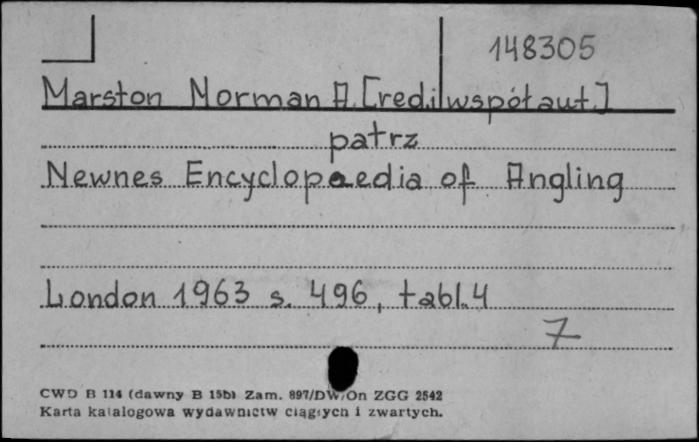 148305
Marston Norman A. [red. i współaut.]
patrz
Newnes Encyclopaedia of Angling
London 1963 s. 496, tabl. 4
7
CWD B 114 (dawny B 15b) Zam. 897/DW/On ZGG 2542
Karta katalogowa wydawnictw ciągłych i zwartych.